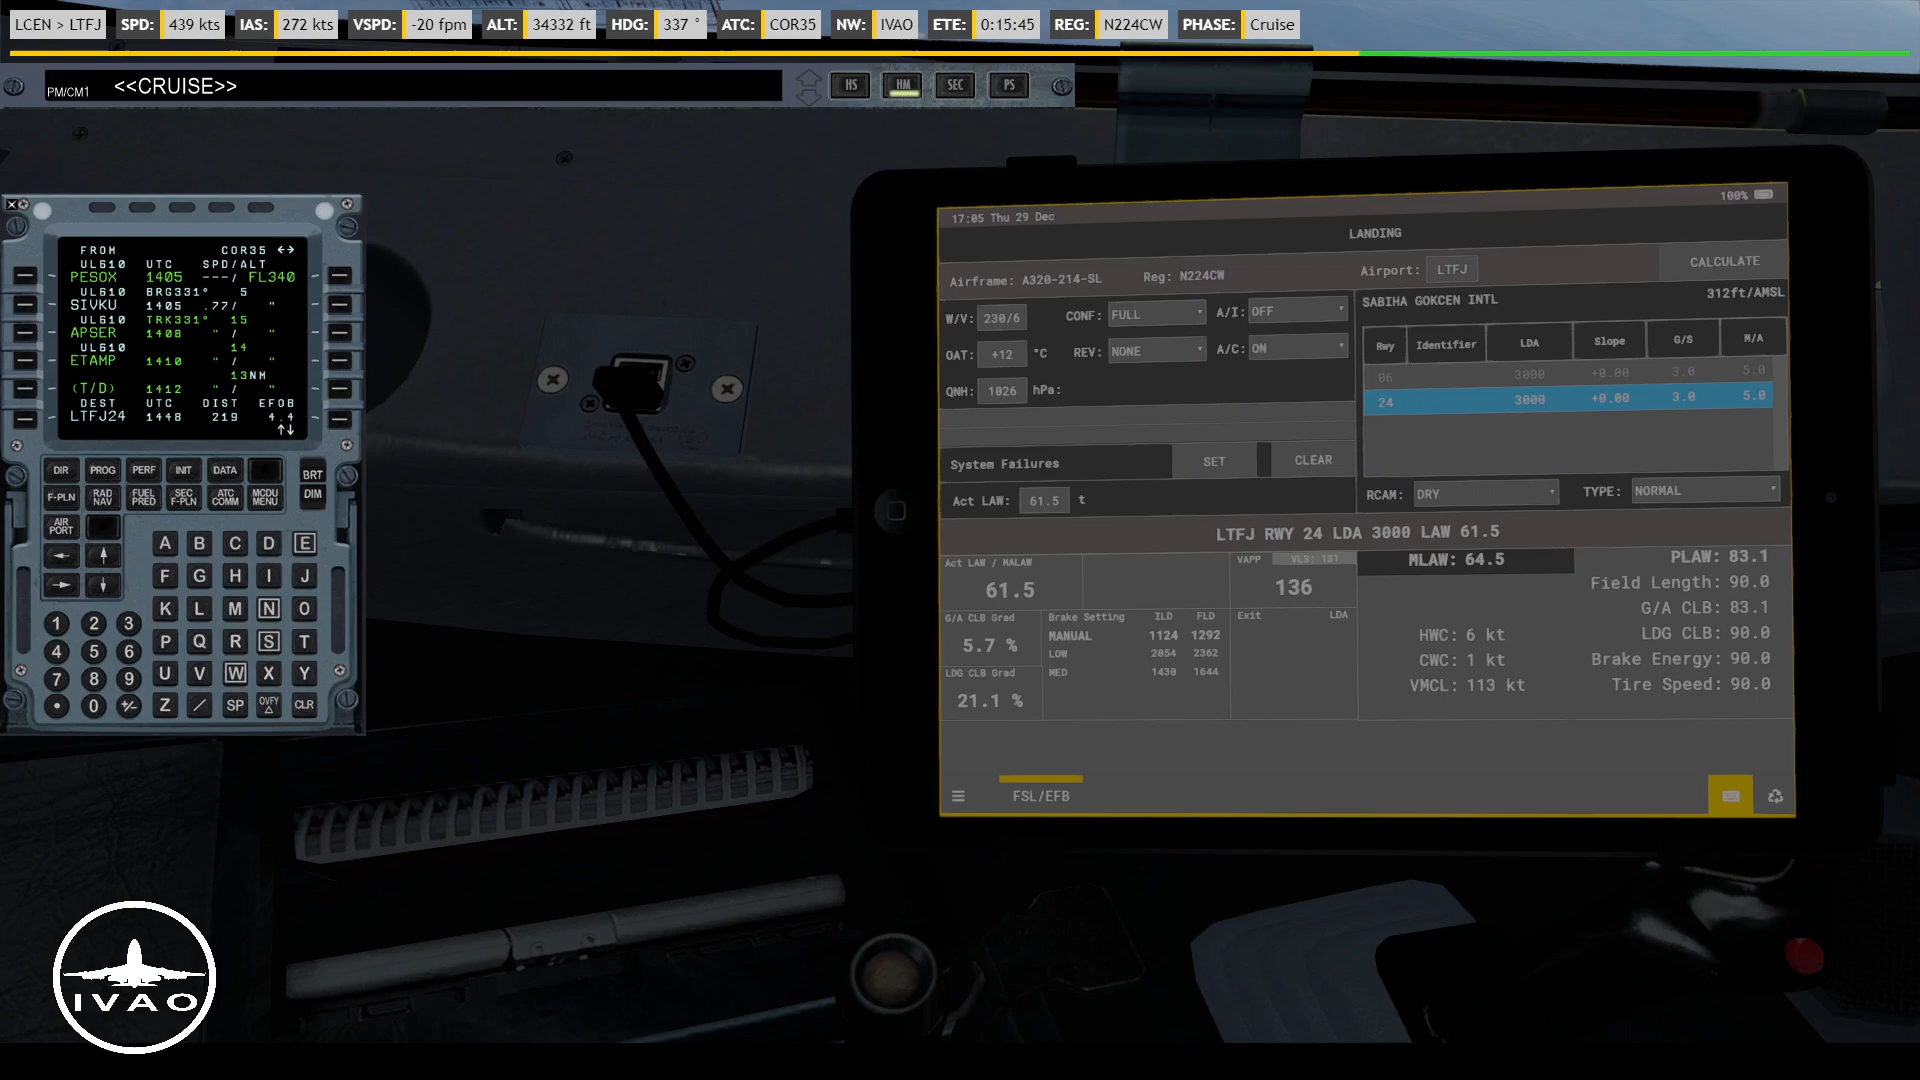 LCEN > LTFJ SPD: 439 kts IAS: 272 kts VSPD: -20 fpm ALT: 34332 ft HDG: 337 ° ATC: COR35 NW: IVAO ETE: 0:15:45 REG: N224CW PHASE: Cruise
PM/CM1 <<CRUISE>> HS HM SEC PS
FROM COR35 ↔
UL610 UTC SPD/ALT
PESOX 1405 ---/ FL340
UL610 BRG331° 5
SIVKU 1405 .77/ "
UL610 TRK331° 15
APSER 1408 " / "
UL610 14
ETAMP 1410 " / "
13NM
(T/D) 1412 " / "
DEST UTC DIST EFOB
LTFJ24 1448 219 4.4
↑↓
DIR PROG PERF INIT DATA BRT
F-PLN RAD NAV FUEL PRED SEC F-PLN ATC COMM MCDU MENU DIM
AIR PORT
← ↑
→ ↓
A B C D E
F G H I J
K L M N O
P Q R S T
U V W X Y
Z / SP OVFY △ CLR
1 2 3
4 5 6
7 8 9
• 0 +/-
17:05 Thu 29 Dec 100%
LANDING
Airframe: A320-214-SL Reg: N224CW Airport: LTFJ CALCULATE
W/V: 230/6 CONF: FULL A/I: OFF
OAT: +12 °C REV: NONE A/C: ON
QNH: 1026 hPa:
SABIHA GOKCEN INTL 312ft/AMSL
Rwy Identifier LDA Slope G/S M/A
06 3000 +0.00 3.0 5.0
24 3000 +0.00 3.0 5.0
System Failures SET CLEAR
Act LAW: 61.5 t
RCAM: DRY TYPE: NORMAL
LTFJ RWY 24 LDA 3000 LAW 61.5
Act LAW / MALAW VAPP VLS: 131
61.5 136
G/A CLB Grad Brake Setting ILD FLD Exit LDA
5.7 % MANUAL 1124 1292
LOW 2054 2362
LDG CLB Grad MED 1430 1644
21.1 %
MLAW: 64.5 PLAW: 83.1
Field Length: 90.0
G/A CLB: 83.1
HWC: 6 kt LDG CLB: 90.0
CWC: 1 kt Brake Energy: 90.0
VMCL: 113 kt Tire Speed: 90.0
FSL/EFB
IVAO